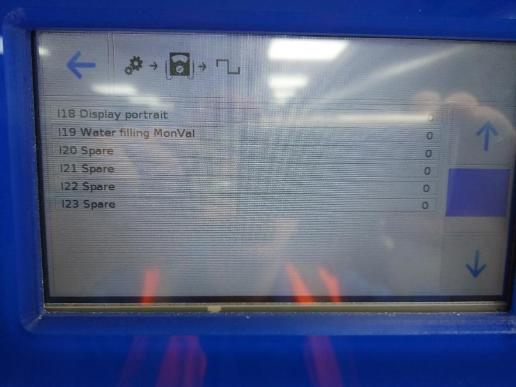 I18 Display portrait
I19 Water filling MonVal 0
I20 Spare 0
I21 Spare 0
I22 Spare 0
I23 Spare 0